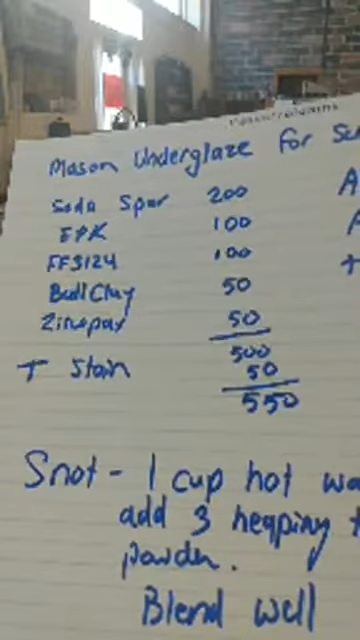 Mason Underglaze for
Soda Spar 200
EPK 100
FF3124 100
Ball Clay 50
Zircopax 50
500
+ Stain 50
550
Snot - 1 cup hot
add 3 heaping
powder.
Blend well